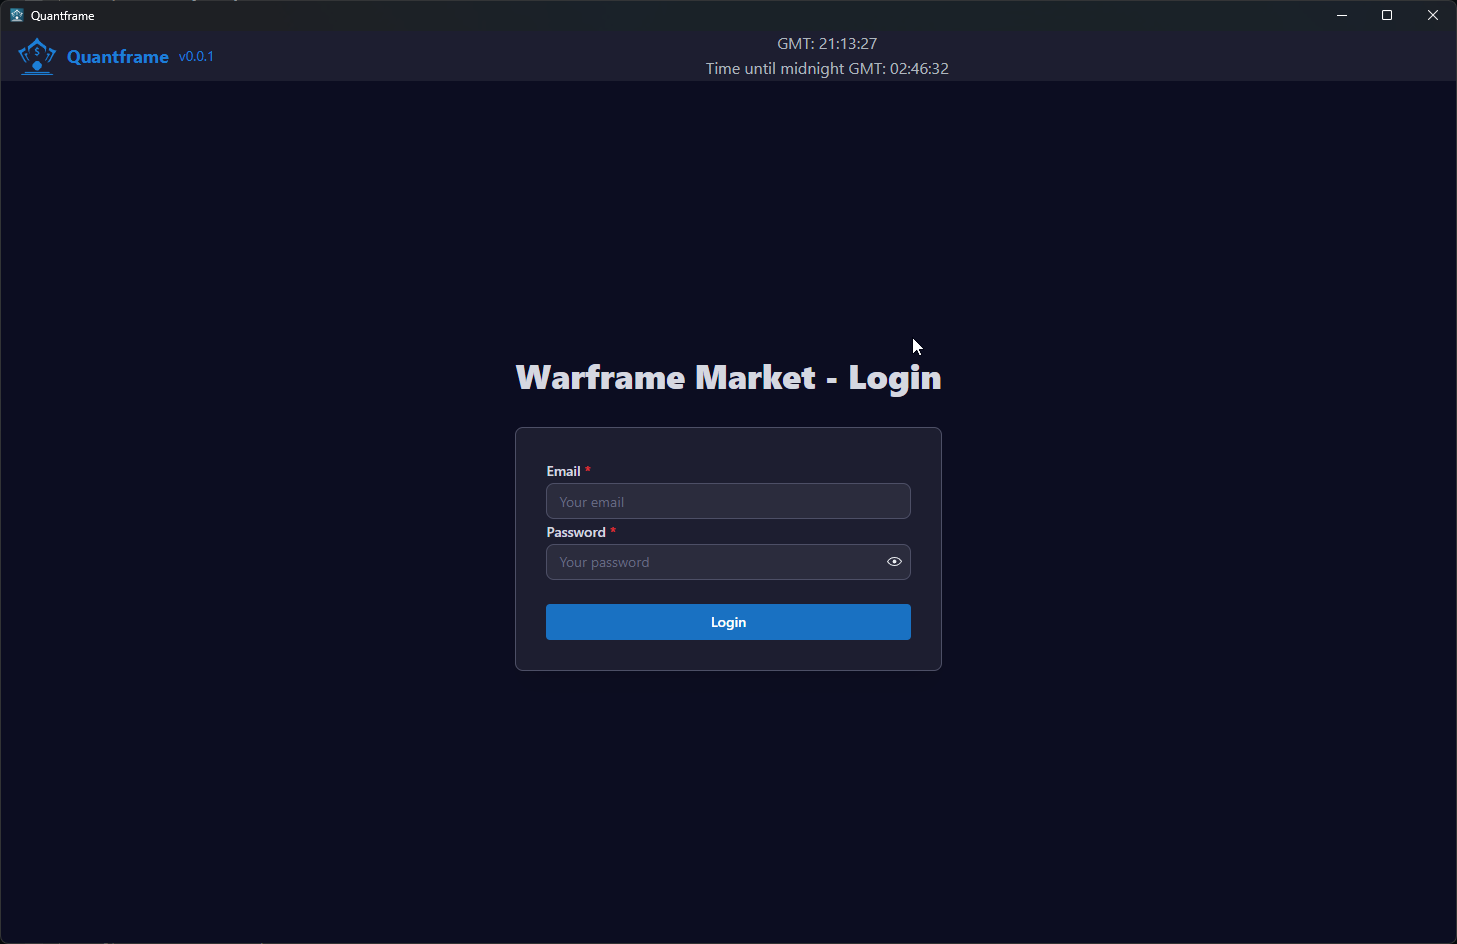 Quantframe
Quantframe v0.0.1
GMT: 21:13:27
Time until midnight GMT: 02:46:32
Warframe Market - Login
Email *
Your email
Password *
Your password
Login